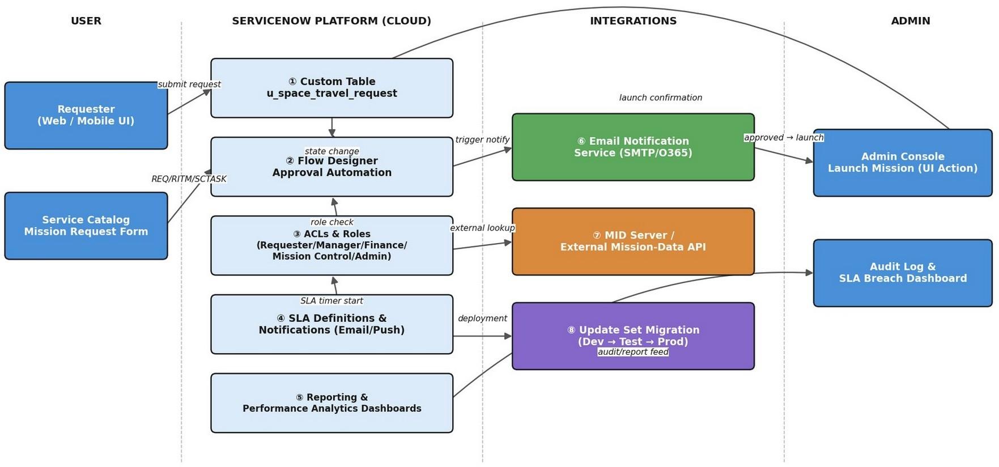 USER
SERVICENOW PLATFORM (CLOUD)
INTEGRATIONS
ADMIN
Requester
(Web / Mobile UI)
submit request
Service Catalog
Mission Request Form
REQ/RITM/SCTASK
① Custom Table
u_space_travel_request
state change
② Flow Designer
Approval Automation
role check
③ ACLs & Roles
(Requester/Manager/Finance/
Mission Control/Admin)
SLA timer start
④ SLA Definitions &
Notifications (Email/Push)
⑤ Reporting &
Performance Analytics Dashboards
trigger notify
external lookup
deployment
launch confirmation
⑥ Email Notification
Service (SMTP/O365)
⑦ MID Server /
External Mission-Data API
⑧ Update Set Migration
(Dev → Test → Prod)
audit/report feed
approved → launch
Admin Console
Launch Mission (UI Action)
Audit Log &
SLA Breach Dashboard